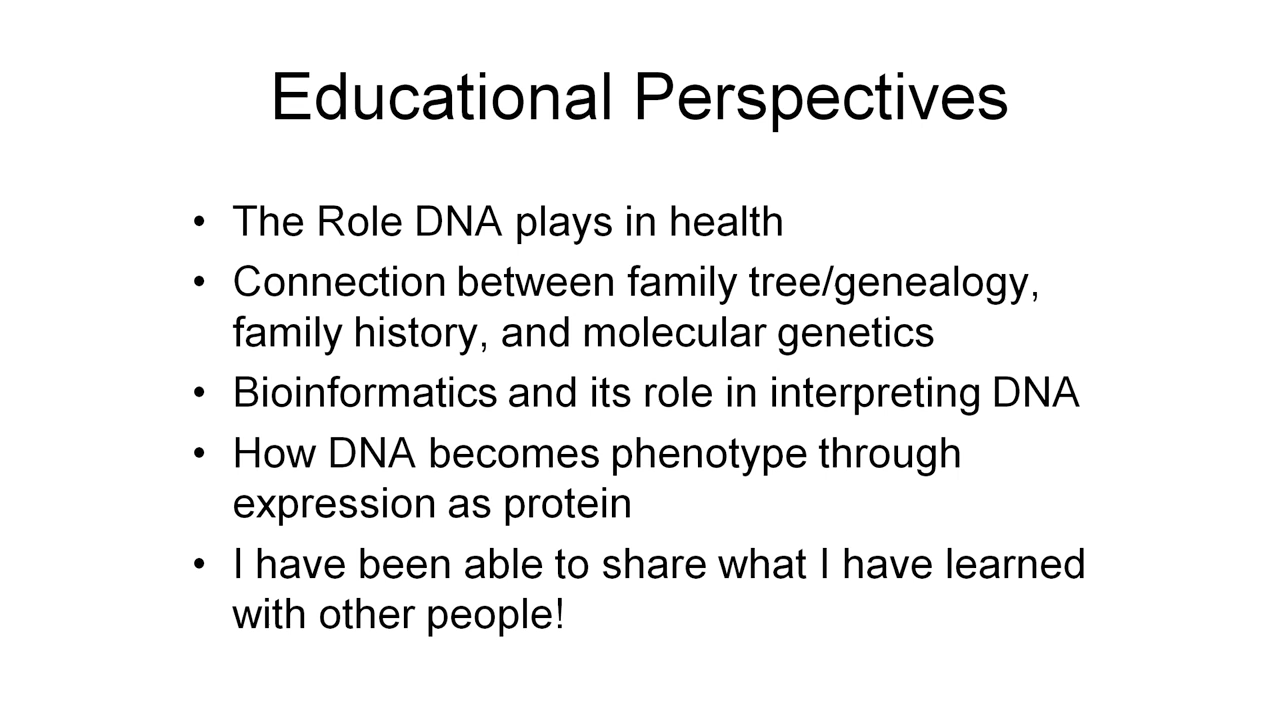 Educational Perspectives
• The Role DNA plays in health
• Connection between family tree/genealogy,
family history, and molecular genetics
• Bioinformatics and its role in interpreting DNA
• How DNA becomes phenotype through
expression as protein
• I have been able to share what I have learned
with other people!